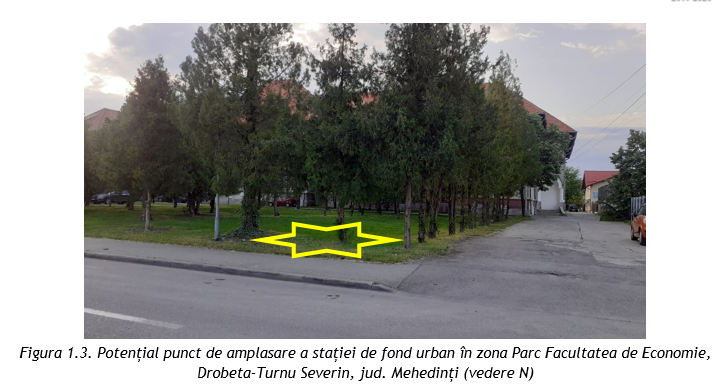 Figura 1.3. Potențial punct de amplasare a stației de fond urban în zona Parc Facultatea de Economie,
Drobeta-Turnu Severin, jud. Mehedinți (vedere N)